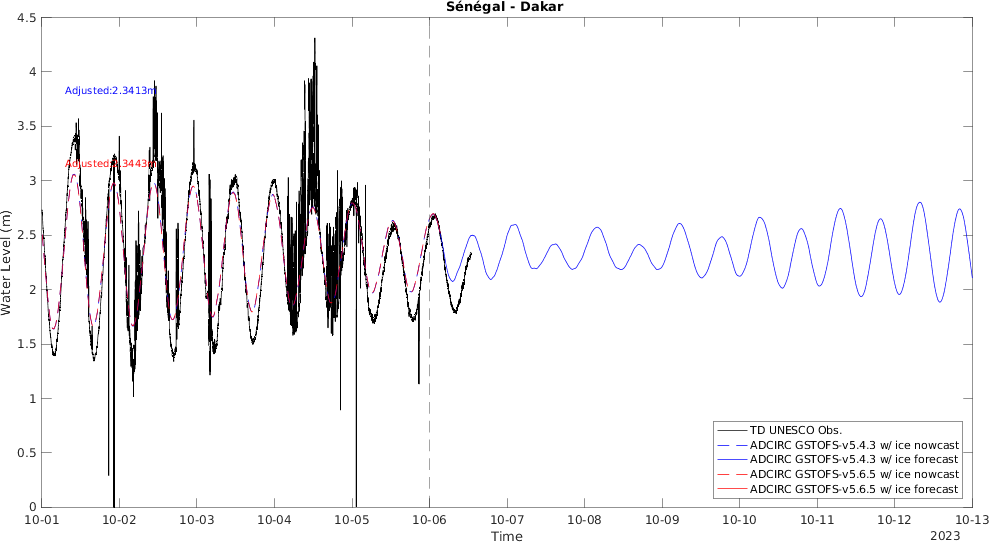 Sénégal - Dakar
4.5
4
3.5
3
2.5
2
1.5
1
0.5
0
Water Level (m)
Adjusted:2.3413m
Adjusted:2.3443m
TD UNESCO Obs.
ADCIRC GSTOFS-v5.4.3 w/ ice nowcast
ADCIRC GSTOFS-v5.4.3 w/ ice forecast
ADCIRC GSTOFS-v5.6.5 w/ ice nowcast
ADCIRC GSTOFS-v5.6.5 w/ ice forecast
10-01 10-02 10-03 10-04 10-05 10-06 10-07 10-08 10-09 10-10 10-11 10-12 10-13
Time
2023